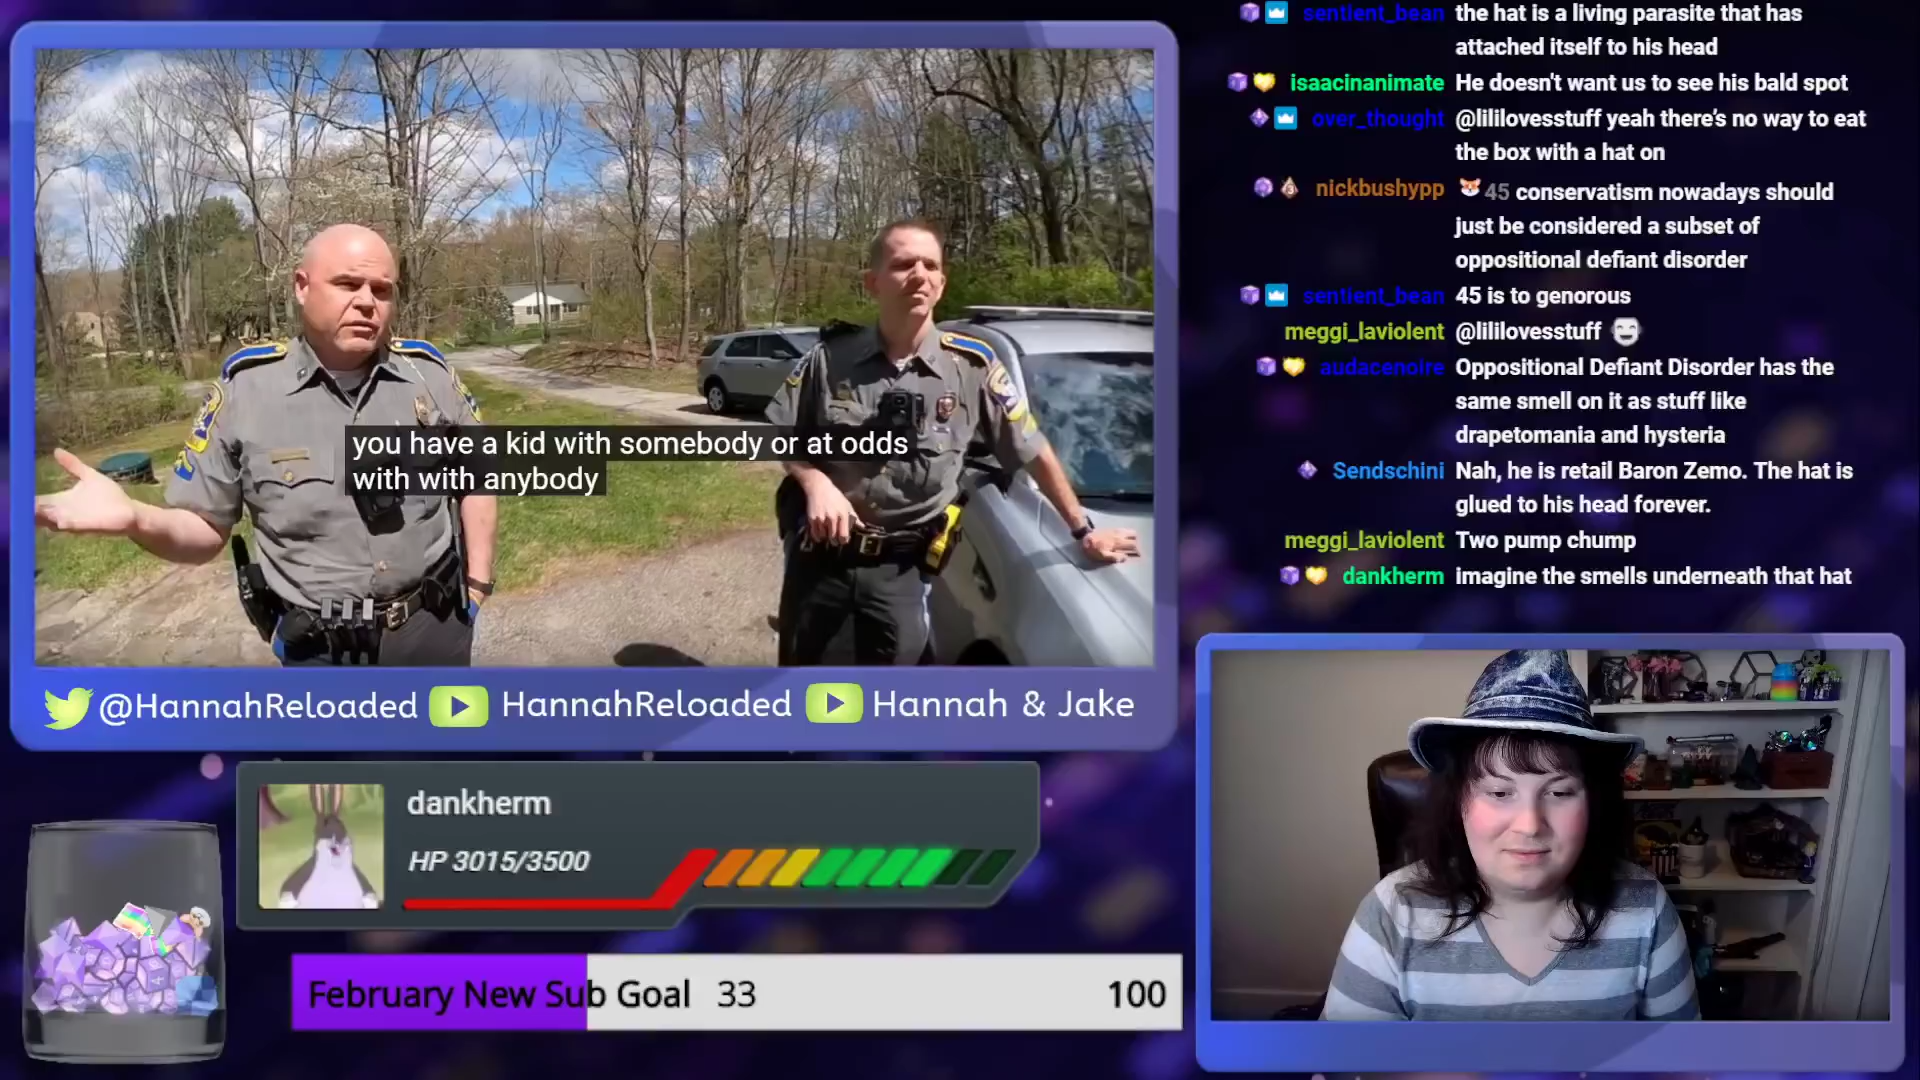 sentient_bean the hat is a living parasite that has
attached itself to his head
isaacinanimate He doesn't want us to see his bald spot
over_thought @lililovesstuff yeah there's no way to eat
the box with a hat on
nickbushypp 45 conservatism nowadays should
just be considered a subset of
oppositional defiant disorder
sentient_bean 45 is to genorous
meggi_laviolent @lililovesstuff
audacenoire Oppositional Defiant Disorder has the
same smell on it as stuff like
drapetomania and hysteria
Sendschini Nah, he is retail Baron Zemo. The hat is
glued to his head forever.
meggi_laviolent Two pump chump
dankherm imagine the smells underneath that hat
you have a kid with somebody or at odds
with with anybody
@HannahReloaded HannahReloaded Hannah & Jake
dankherm
HP 3015/3500
February New Sub Goal 33 100